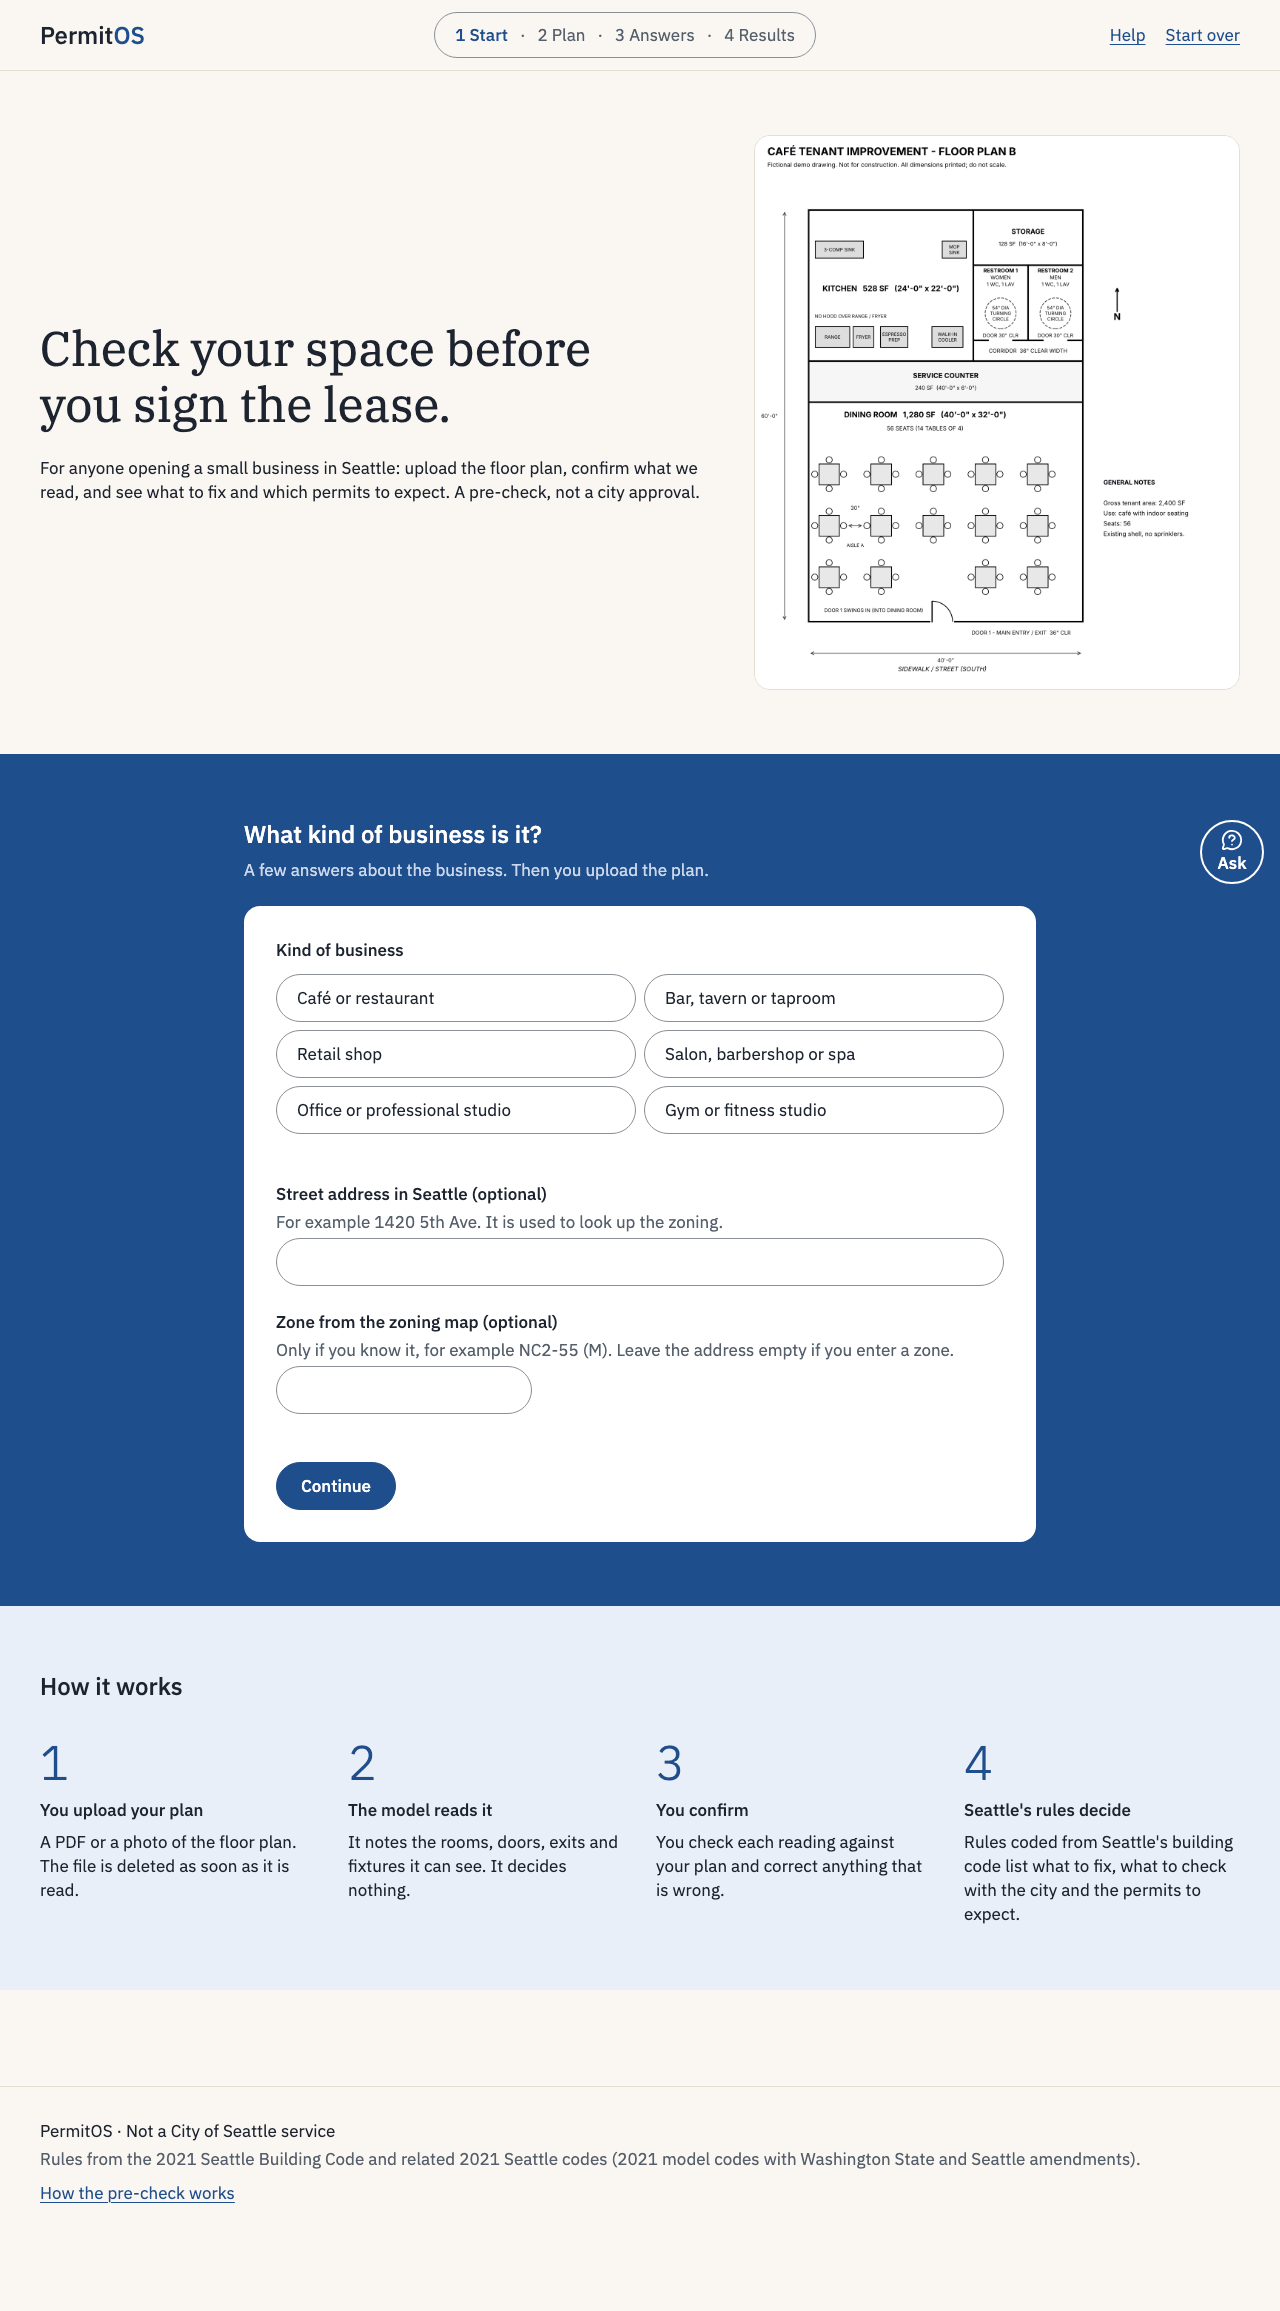 PermitOS
1 Start · 2 Plan · 3 Answers · 4 Results
Help
Start over
Check your space before
you sign the lease.
For anyone opening a small business in Seattle: upload the floor plan, confirm what we
read, and see what to fix and which permits to expect. A pre-check, not a city approval.
CAFÉ TENANT IMPROVEMENT - FLOOR PLAN B
Fictional demo drawing. Not for construction. All dimensions printed; do not scale.
STORAGE
128 SF (16'-0" x 8'-0")
3-COMP SINK
MOP
SINK
RESTROOM 1
WOMEN
1 WC, 1 LAV
RESTROOM 2
MEN
1 WC, 1 LAV
KITCHEN 528 SF (24'-0" x 22'-0")
54" DIA
TURNING
CIRCLE
54" DIA
TURNING
CIRCLE
NO HOOD OVER RANGE / FRYER
N
RANGE
FRYER
ESPRESSO
PREP
WALK-IN
COOLER
DOOR 30" CLR
DOOR 30" CLR
CORRIDOR 36" CLEAR WIDTH
SERVICE COUNTER
240 SF (40'-0" x 6'-0")
60'-0"
DINING ROOM 1,280 SF (40'-0" x 32'-0")
56 SEATS (14 TABLES OF 4)
GENERAL NOTES
Gross tenant area: 2,400 SF
Use: café with indoor seating
Seats: 56
Existing shell, no sprinklers.
30"
AISLE A
DOOR 1 SWINGS IN (INTO DINING ROOM)
DOOR 1 - MAIN ENTRY / EXIT 36" CLR
40'-0"
SIDEWALK / STREET (SOUTH)
What kind of business is it?
A few answers about the business. Then you upload the plan.
Ask
Kind of business
Café or restaurant
Bar, tavern or taproom
Retail shop
Salon, barbershop or spa
Office or professional studio
Gym or fitness studio
Street address in Seattle (optional)
For example 1420 5th Ave. It is used to look up the zoning.
Zone from the zoning map (optional)
Only if you know it, for example NC2-55 (M). Leave the address empty if you enter a zone.
Continue
How it works
1
You upload your plan
A PDF or a photo of the floor plan.
The file is deleted as soon as it is
read.
2
The model reads it
It notes the rooms, doors, exits and
fixtures it can see. It decides
nothing.
3
You confirm
You check each reading against
your plan and correct anything that
is wrong.
4
Seattle's rules decide
Rules coded from Seattle's building
code list what to fix, what to check
with the city and the permits to
expect.
PermitOS · Not a City of Seattle service
Rules from the 2021 Seattle Building Code and related 2021 Seattle codes (2021 model codes with Washington State and Seattle amendments).
How the pre-check works